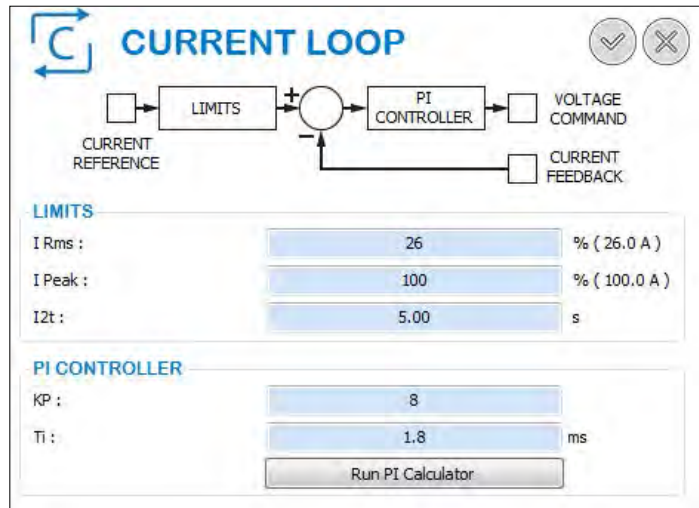 C CURRENT LOOP
LIMITS
+
PI
CONTROLLER
VOLTAGE
COMMAND
CURRENT
REFERENCE
−
CURRENT
FEEDBACK
LIMITS
I Rms : 26 % ( 26.0 A )
I Peak : 100 % ( 100.0 A )
I2t : 5.00 s
PI CONTROLLER
KP : 8
Ti : 1.8 ms
Run PI Calculator